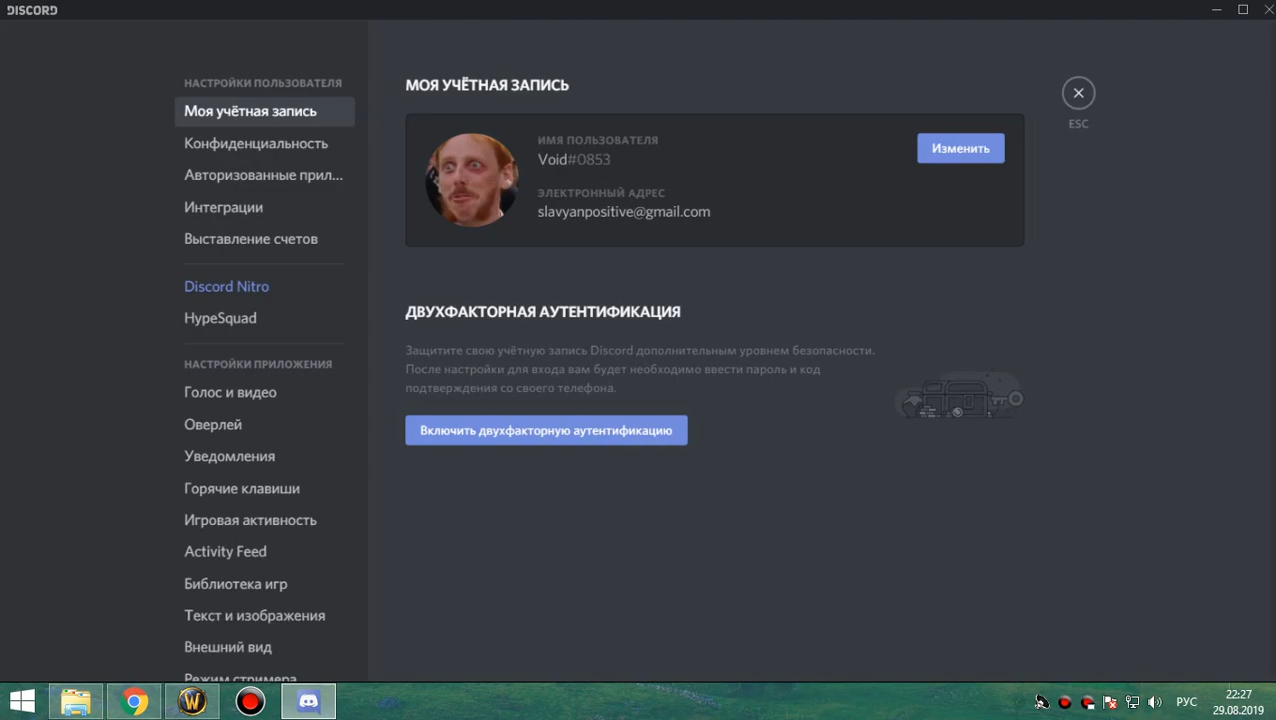 DISCORD
НАСТРОЙКИ ПОЛЬЗОВАТЕЛЯ
Моя учётная запись
Конфиденциальность
Авторизованные прил...
Интеграции
Выставление счетов
Discord Nitro
HypeSquad
НАСТРОЙКИ ПРИЛОЖЕНИЯ
Голос и видео
Оверлей
Уведомления
Горячие клавиши
Игровая активность
Activity Feed
Библиотека игр
Текст и изображения
Внешний вид
Режим стримера
МОЯ УЧЁТНАЯ ЗАПИСЬ
ИМЯ ПОЛЬЗОВАТЕЛЯ
Void#0853
Изменить
ЭЛЕКТРОННЫЙ АДРЕС
slavyanpositive@gmail.com
ESC
ДВУХФАКТОРНАЯ АУТЕНТИФИКАЦИЯ
Защитите свою учётную запись Discord дополнительным уровнем безопасности.
После настройки для входа вам будет необходимо ввести пароль и код
подтверждения со своего телефона.
Включить двухфакторную аутентификацию
РУС
22:27
29.08.2019